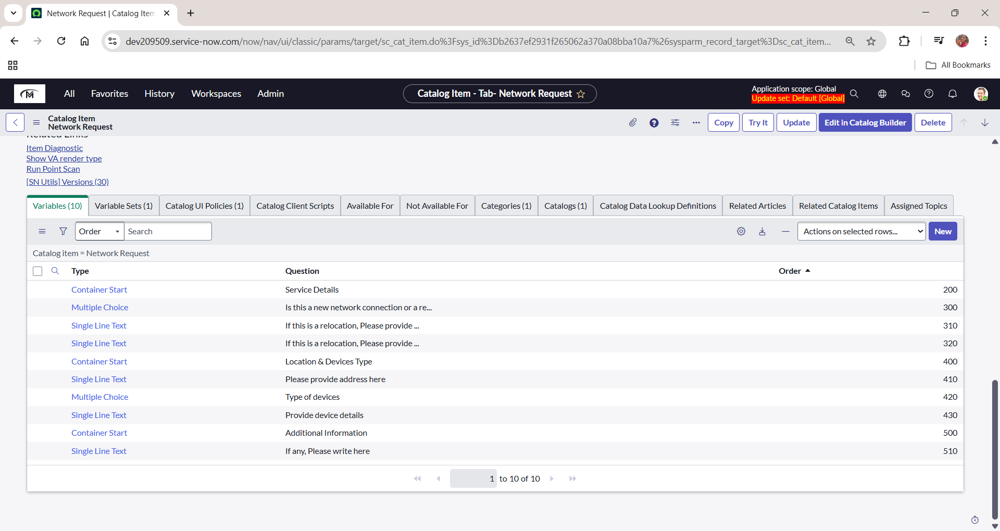 Network Request | Catalog Item
dev209509.service-now.com/now/nav/ui/classic/params/target/sc_cat_item.do%3Fsys_id%3Db2637ef2931f265062a370a08bba10a7%26sysparm_record_target%3Dsc_cat_item...
All Bookmarks
M All Favorites History Workspaces Admin
Catalog Item - Tab- Network Request
Application scope: Global
Update set: Default [Global]
Catalog Item
Network Request
Copy Try It Update Edit in Catalog Builder Delete
Related Links
Item Diagnostic
Show VA render type
Run Point Scan
[SN Utils] Versions (30)
Variables (10) Variable Sets (1) Catalog UI Policies (1) Catalog Client Scripts Available For Not Available For Categories (1) Catalogs (1) Catalog Data Lookup Definitions Related Articles Related Catalog Items Assigned Topics
Order Search Actions on selected rows... New
Catalog item = Network Request
Type Question Order
Container Start Service Details 200
Multiple Choice Is this a new network connection or a re... 300
Single Line Text If this is a relocation, Please provide ... 310
Single Line Text If this is a relocation, Please provide ... 320
Container Start Location & Devices Type 400
Single Line Text Please provide address here 410
Multiple Choice Type of devices 420
Single Line Text Provide device details 430
Container Start Additional Information 500
Single Line Text If any, Please write here 510
1 to 10 of 10